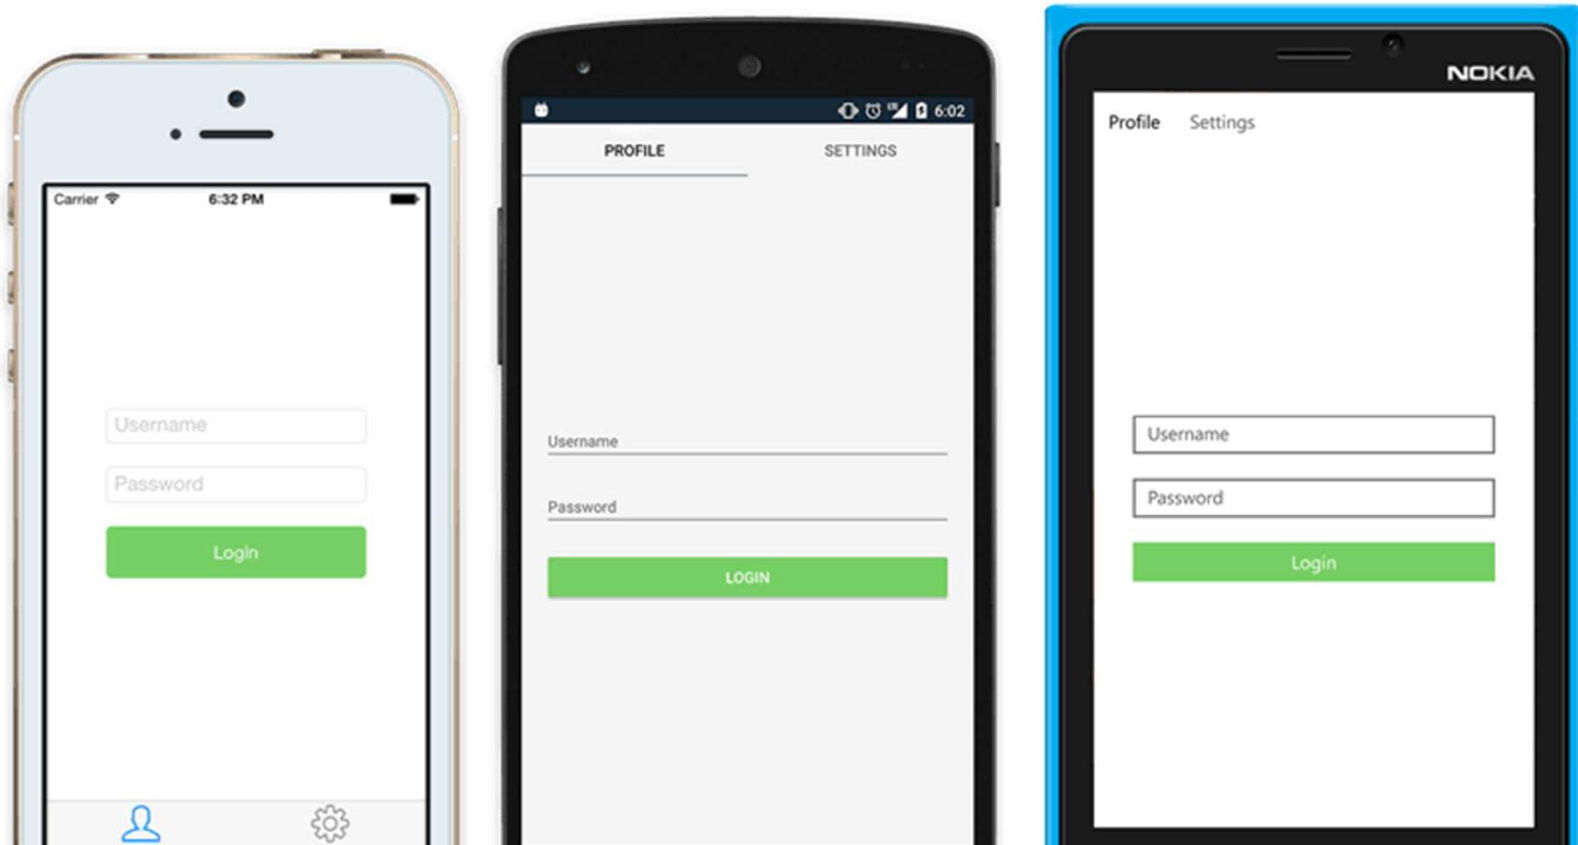 Carrier 6:32 PM
Username
Password
Login
6:02
PROFILE SETTINGS
Username
Password
LOGIN
NOKIA
Profile Settings
Username
Password
Login